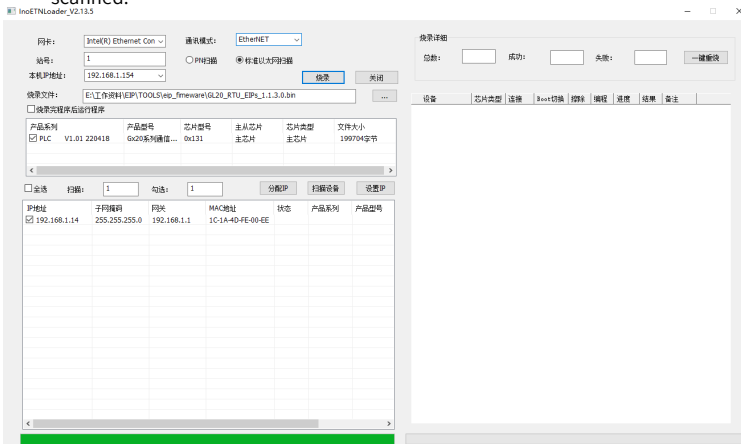 scanned.
InoETNLoader_V2.13.5
网卡: Intel(R) Ethernet Con 通讯模式: EtherNET
站号: 1 PN扫描 标准以太网扫描
本机IP地址: 192.168.1.154 烧录 关闭
烧录文件: E:\工作资料\EIP\TOOLS\eip_fimeware\GL20_RTU_EIPs_1.1.3.0.bin ...
烧录完程序后运行程序
产品系列 产品型号 芯片型号 主从芯片 芯片类型 文件大小
PLC V1.01 220418 Gx20系列通信... 0x131 主芯片 主芯片 199704字节
全选 扫描: 1 勾选: 1 分配IP 扫描设备 设置IP
IP地址 子网掩码 网关 MAC地址 状态 产品系列 产品型号
192.168.1.14 255.255.255.0 192.168.1.1 1C-1A-4D-FE-00-EE
烧录详细
总数: 成功: 失败: 一键重烧
设备 芯片类型 连接 Boot切换 擦除 编程 进度 结果 备注